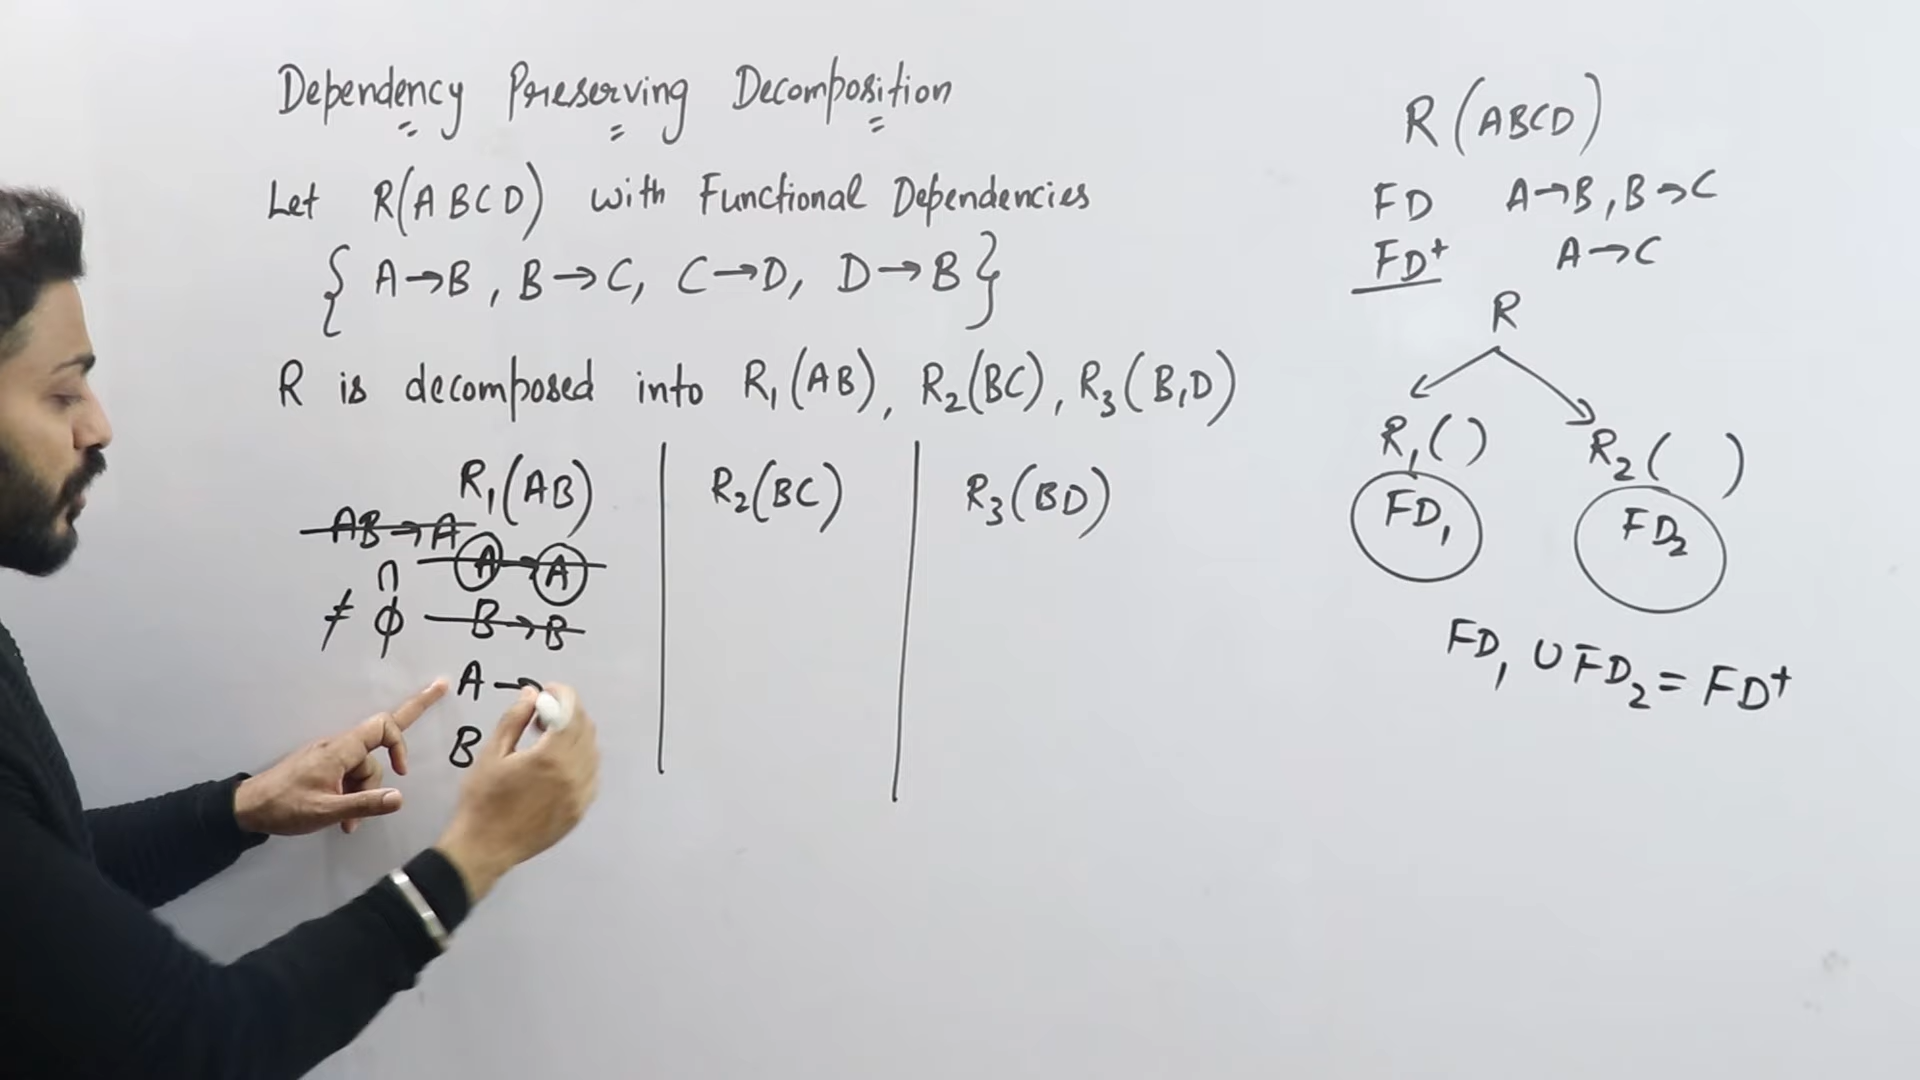 Dependency Preserving Decomposition
Let R(ABCD) with Functional Dependencies
{ A→B, B→C, C→D, D→B }
R is decomposed into R₁(AB), R₂(BC), R₃(B,D)
R₁(AB)
AB→A
A→A
∩
≠ ϕ B→B
A→
B
R₂(BC)
R₃(BD)
R(ABCD)
FD A→B, B→C
FD⁺ A→C
R
R₁( ) R₂( )
FD₁ FD₂
FD₁ ∪ FD₂ = FD⁺